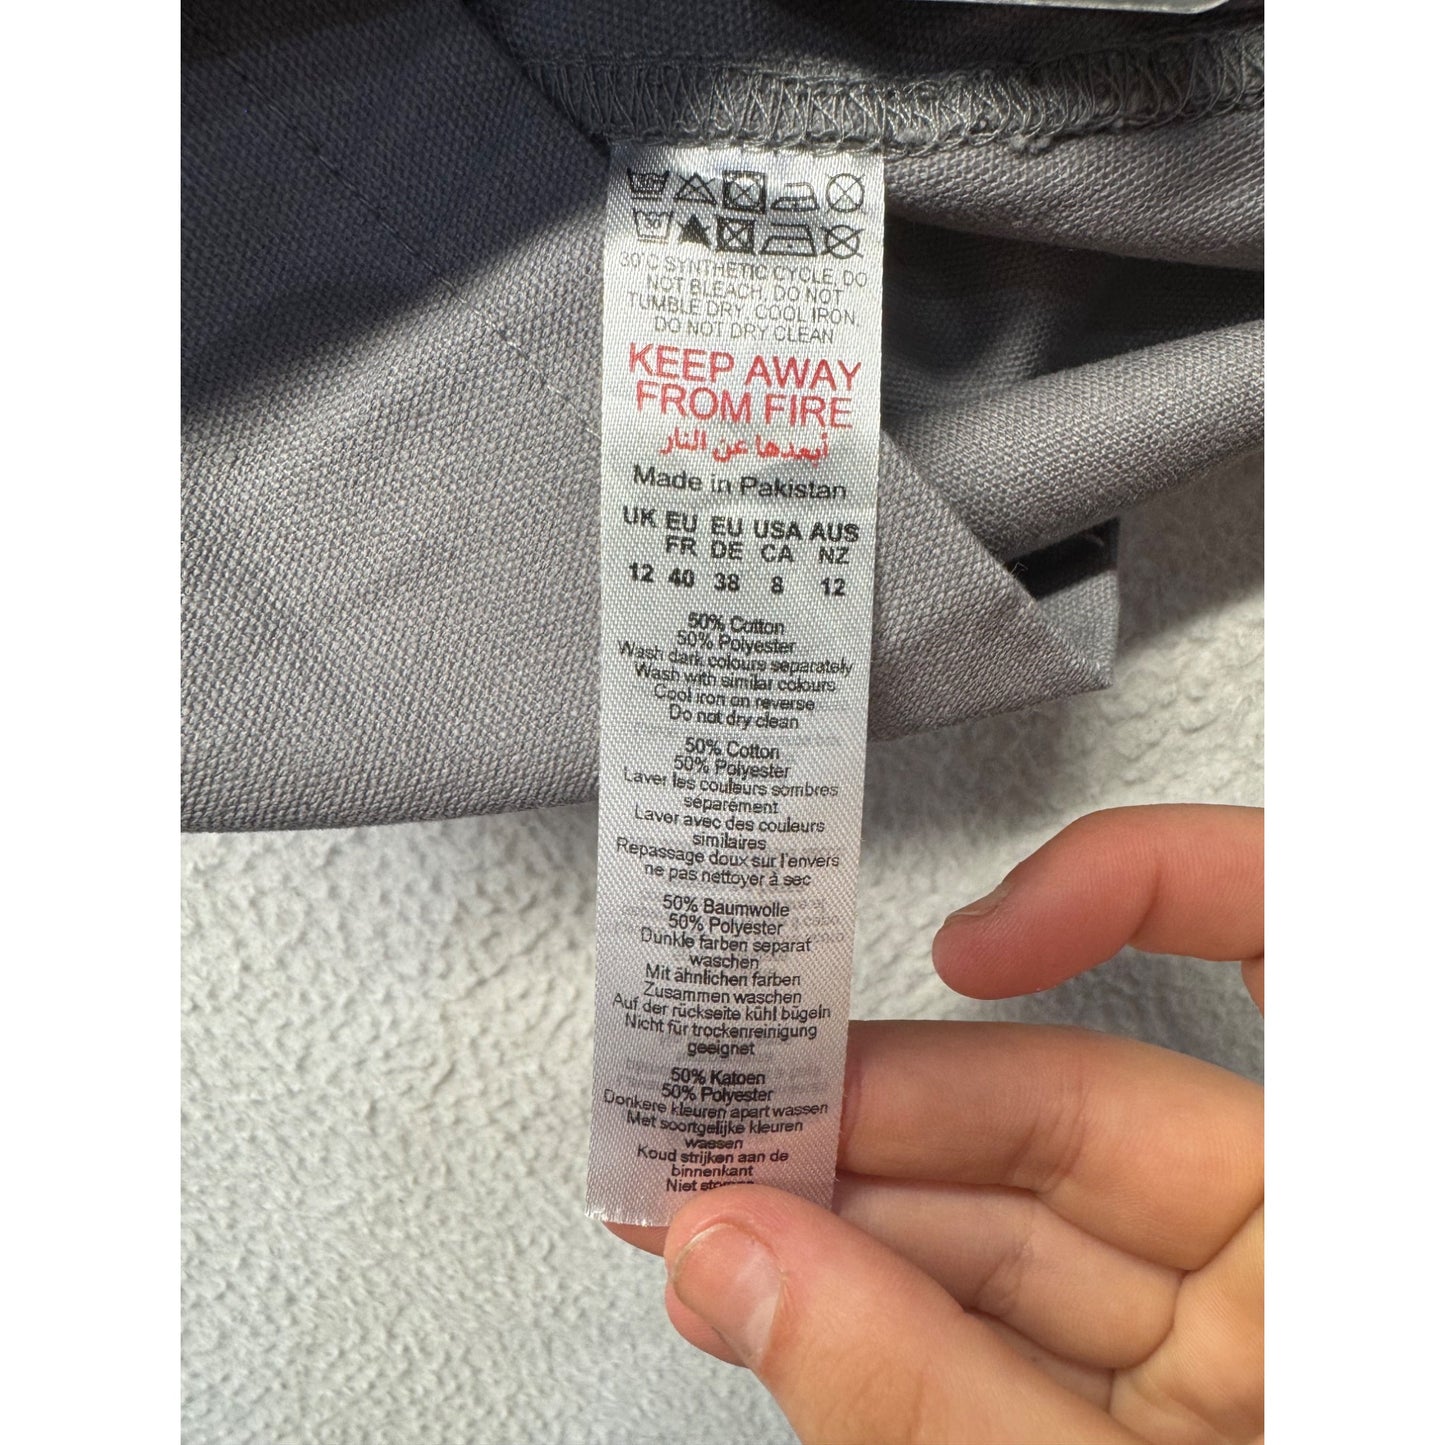 30°C SYNTHETIC CYCLE, DO
NOT BLEACH, DO NOT
TUMBLE DRY, COOL IRON,
DO NOT DRY CLEAN
KEEP AWAY
FROM FIRE
أبعدها عن النار
Made in Pakistan
UK EU EU USA AUS
FR DE CA NZ
12 40 38 8 12
50% Cotton
50% Polyester
Wash dark colours separately
Wash with similar colours
Cool iron on reverse
Do not dry clean
50% Cotton
50% Polyester
Laver les couleurs sombres
séparément
Laver avec des couleurs
similaires
Repassage doux sur l'envers
ne pas nettoyer à sec
50% Baumwolle
50% Polyester
Dunkle farben separat
waschen
Mit ähnlichen farben
Zusammen waschen
Auf der rückseite kühl bügeln
Nicht für trockenreinigung
geeignet
50% Katoen
50% Polyester
Donkere kleuren apart wassen
Met soortgelijke kleuren
wassen
Koud strijken aan de
binnenkant
Niet